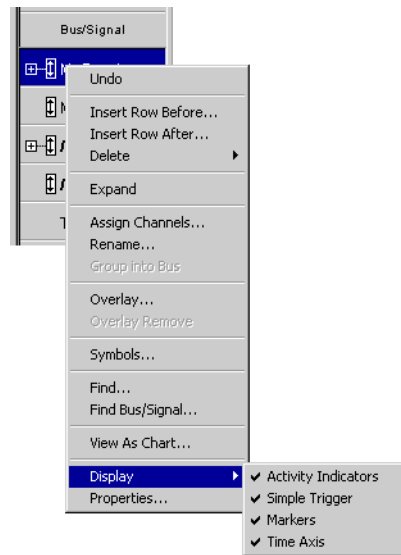 Bus/Signal
Undo
Insert Row Before...
Insert Row After...
Delete
Expand
Assign Channels...
Rename...
Group into Bus
Overlay...
Overlay Remove
Symbols...
Find...
Find Bus/Signal...
View As Chart...
Display
Properties...
Activity Indicators
Simple Trigger
Markers
Time Axis